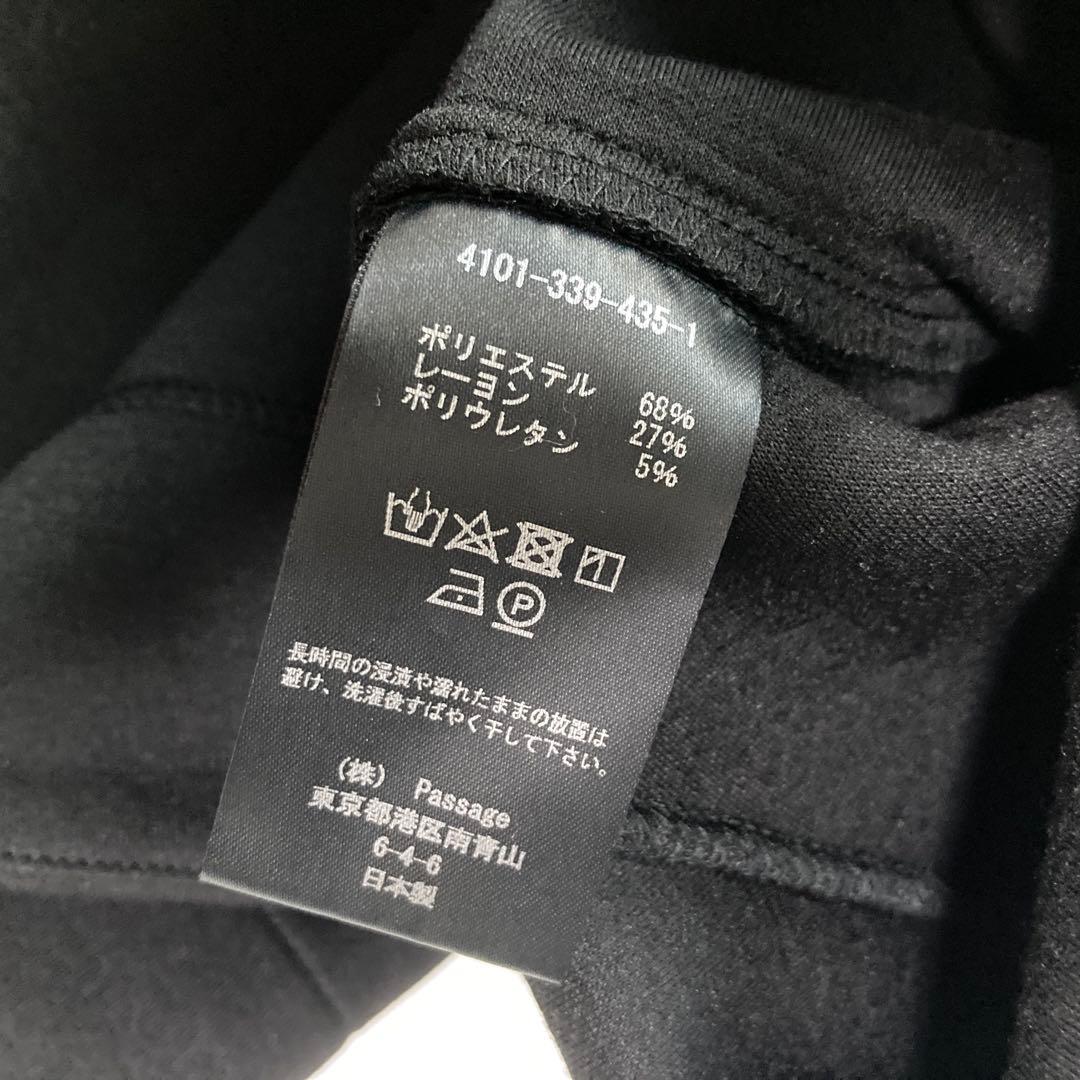 4101-339-435-1
ポリエステル 68%
レーヨン 27%
ポリウレタン 5%
P
長時間の浸漬や濡れたままの放置は
避け、洗濯後すばやく干して下さい。
(株) Passage
東京都港区南青山
6-4-6
日本製